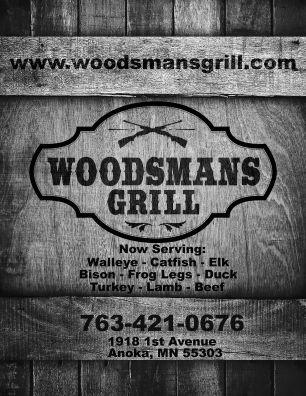 www.woodsmansgrill.com
WOODSMANS
GRILL
Now Serving:
Walleye - Catfish - Elk
Bison - Frog Legs - Duck
Turkey - Lamb - Beef
763-421-0676
1918 1st Avenue
Anoka, MN 55303